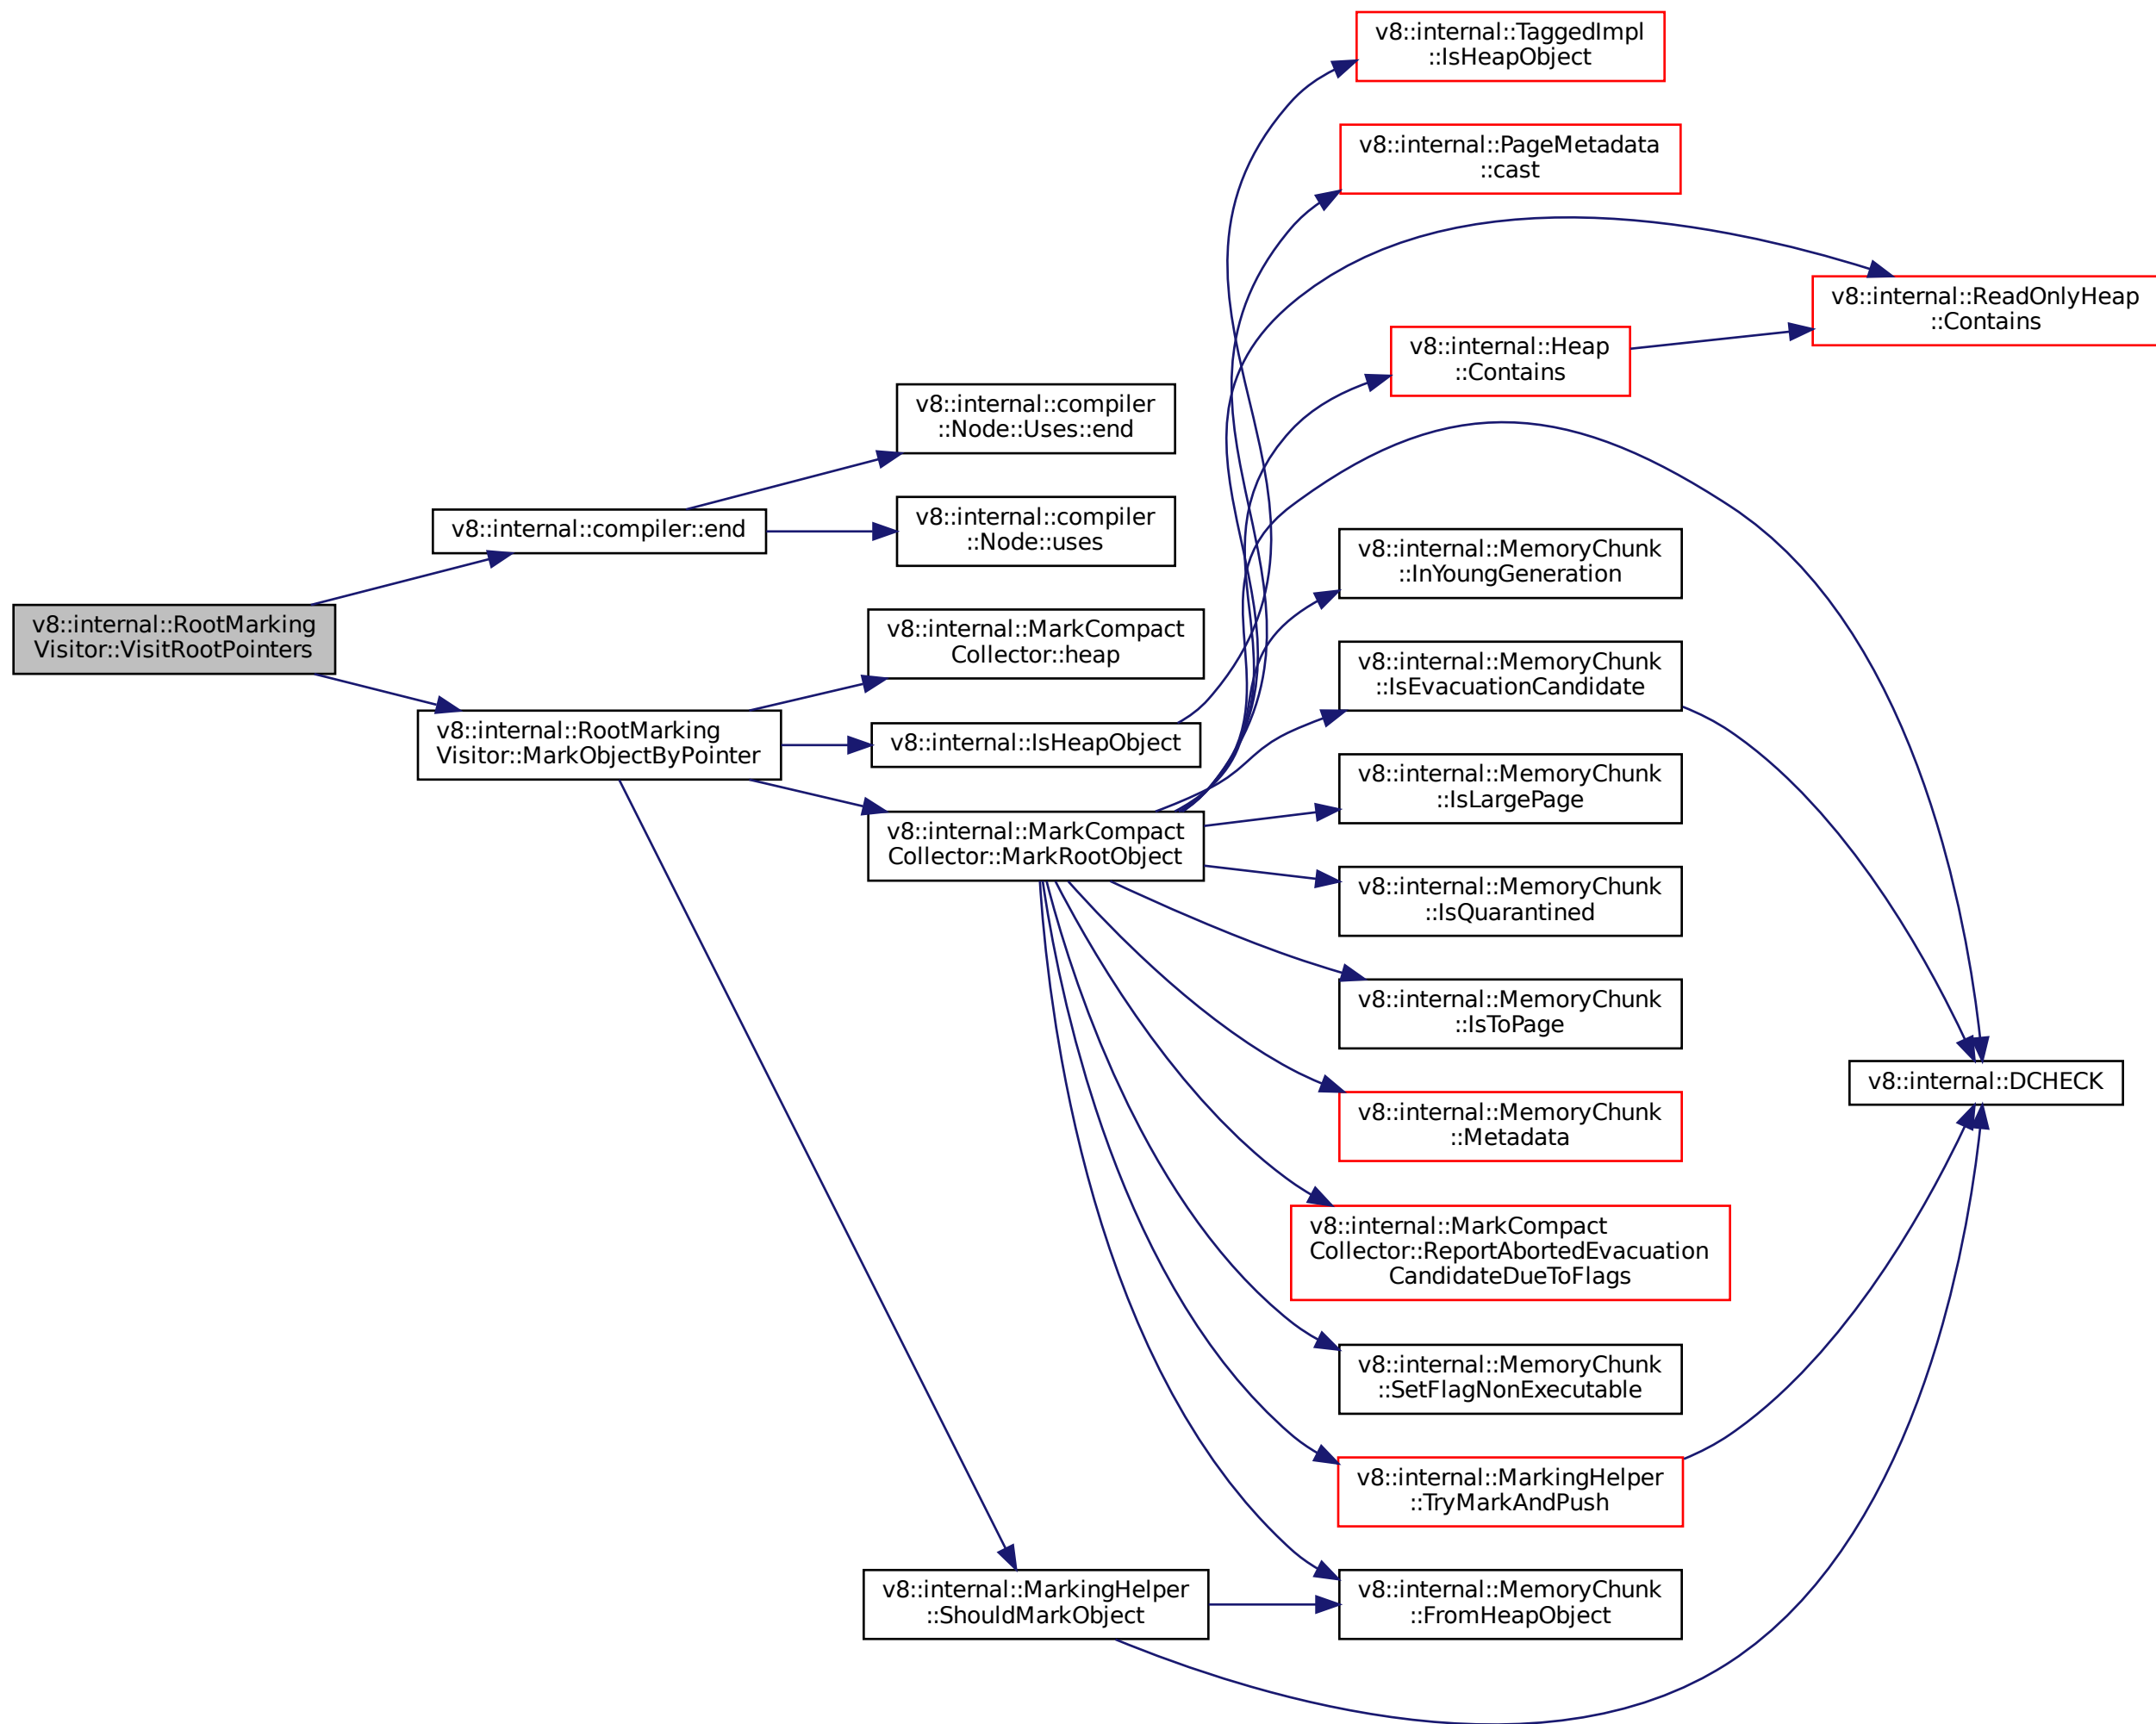 v8::internal::RootMarking
Visitor::VisitRootPointers
v8::internal::compiler::end
v8::internal::compiler
::Node::Uses::end
v8::internal::compiler
::Node::uses
v8::internal::RootMarking
Visitor::MarkObjectByPointer
v8::internal::MarkCompact
Collector::heap
v8::internal::IsHeapObject
v8::internal::TaggedImpl
::IsHeapObject
v8::internal::MarkCompact
Collector::MarkRootObject
v8::internal::PageMetadata
::cast
v8::internal::ReadOnlyHeap
::Contains
v8::internal::Heap
::Contains
v8::internal::DCHECK
v8::internal::MemoryChunk
::InYoungGeneration
v8::internal::MemoryChunk
::IsEvacuationCandidate
v8::internal::MemoryChunk
::IsLargePage
v8::internal::MemoryChunk
::IsQuarantined
v8::internal::MemoryChunk
::IsToPage
v8::internal::MemoryChunk
::Metadata
v8::internal::MarkCompact
Collector::ReportAbortedEvacuation
CandidateDueToFlags
v8::internal::MemoryChunk
::SetFlagNonExecutable
v8::internal::MarkingHelper
::TryMarkAndPush
v8::internal::MemoryChunk
::FromHeapObject
v8::internal::MarkingHelper
::ShouldMarkObject